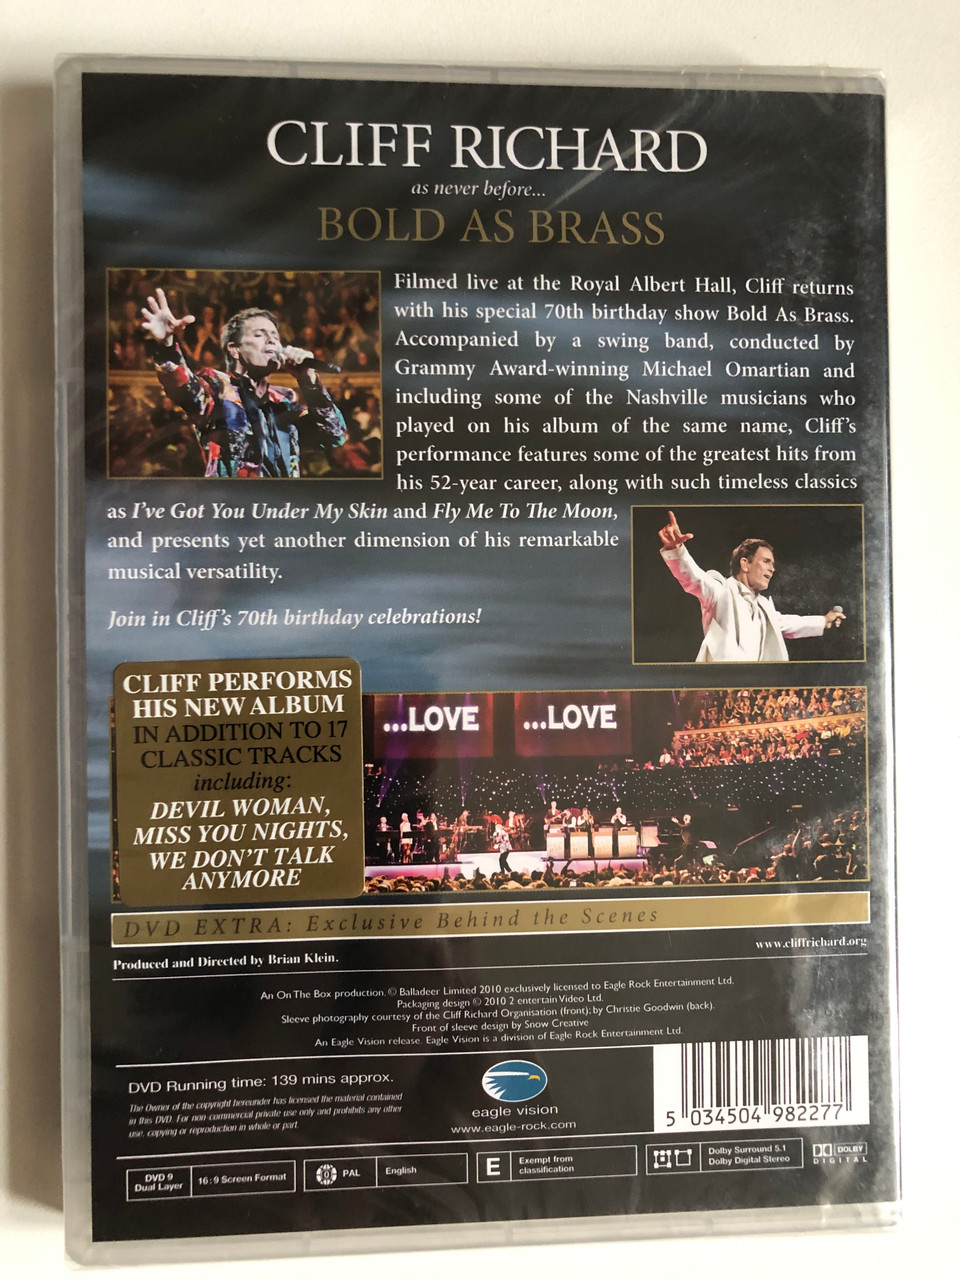 CLIFF RICHARD
as never before...
BOLD AS BRASS
Filmed live at the Royal Albert Hall, Cliff returns
with his special 70th birthday show Bold As Brass.
Accompanied by a swing band, conducted by
Grammy Award-winning Michael Omartian and
including some of the Nashville musicians who
played on his album of the same name, Cliff's
performance features some of the greatest hits from
his 52-year career, along with such timeless classics
as I've Got You Under My Skin and Fly Me To The Moon,
and presents yet another dimension of his remarkable
musical versatility.
Join in Cliff's 70th birthday celebrations!
CLIFF PERFORMS
HIS NEW ALBUM
IN ADDITION TO 17
CLASSIC TRACKS
including:
DEVIL WOMAN,
MISS YOU NIGHTS,
WE DON'T TALK
ANYMORE
...LOVE ...LOVE
DVD EXTRA: Exclusive Behind the Scenes
www.cliffrichard.org
Produced and Directed by Brian Klein.
An On The Box production. © Balladeer Limited 2010 exclusively licensed to Eagle Rock Entertainment Ltd.
Packaging design © 2010 2 entertain Video Ltd.
Sleeve photography courtesy of the Cliff Richard Organisation (front); by Christie Goodwin (back).
Front of sleeve design by Snow Creative
An Eagle Vision release. Eagle Vision is a division of Eagle Rock Entertainment Ltd.
DVD Running time: 139 mins approx.
The Owner of the copyright hereunder has licensed the material contained
in this DVD. For non commercial private use only and prohibits any other
use, copying or reproduction in whole or part.
eagle vision
www.eagle-rock.com
5 034504 982277
DVD 9
Dual Layer
16:9 Screen Format
0
PAL
English
E
Exempt from
classification
Dolby Surround 5.1
Dolby Digital Stereo
DOLBY
DIGITAL